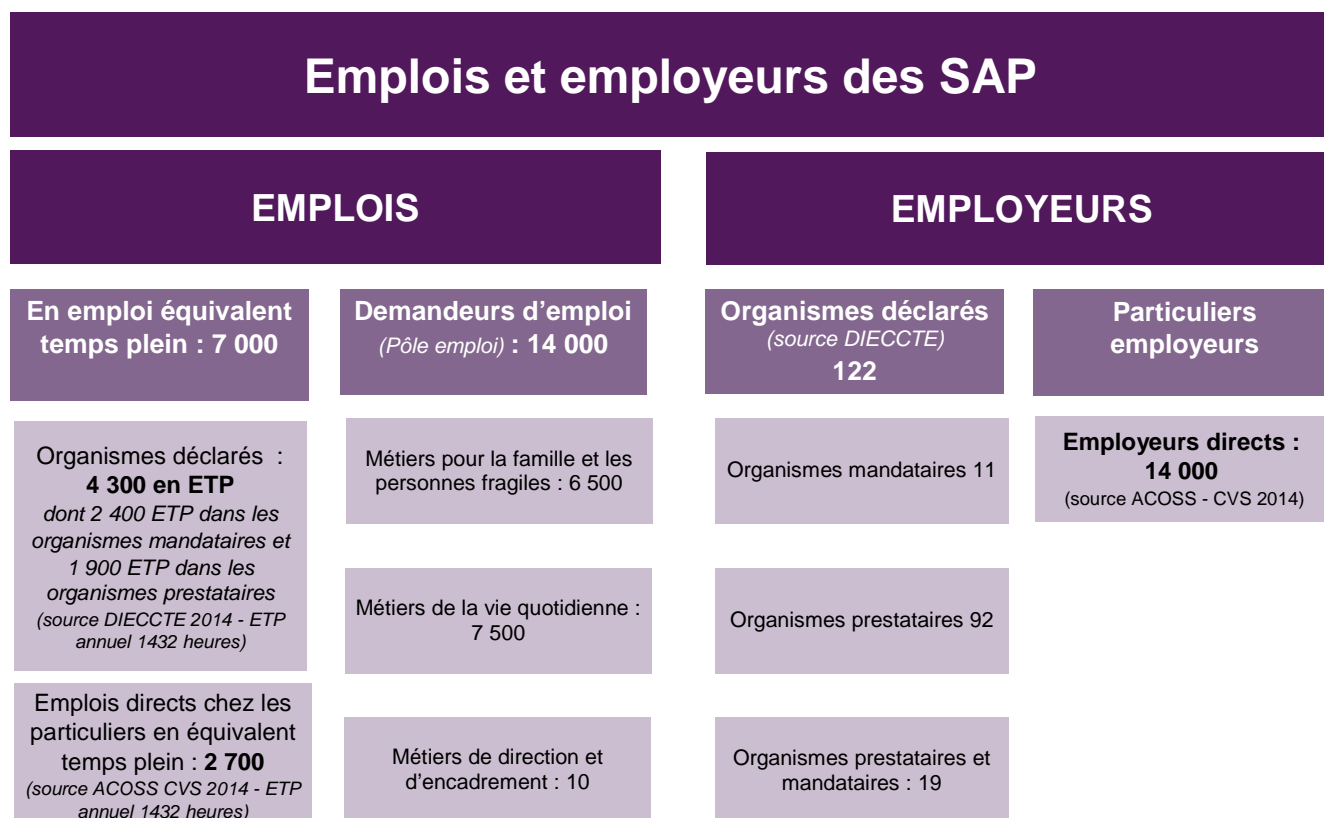 Emplois et employeurs des SAP
EMPLOIS
EMPLOYEURS
En emploi équivalent
temps plein : 7 000
Demandeurs d'emploi
(Pôle emploi) : 14 000
Organismes déclarés
(source DIECCTE)
122
Particuliers
employeurs
Organismes déclarés :
4 300 en ETP
dont 2 400 ETP dans les
organismes mandataires et
1 900 ETP dans les
organismes prestataires
(source DIECCTE 2014 - ETP
annuel 1432 heures)
Emplois directs chez les
particuliers en équivalent
temps plein : 2 700
(source ACOSS CVS 2014 - ETP
annuel 1432 heures)
Métiers pour la famille et les
personnes fragiles : 6 500
Métiers de la vie quotidienne :
7 500
Métiers de direction et
d'encadrement : 10
Organismes mandataires 11
Organismes prestataires 92
Organismes prestataires et
mandataires : 19
Employeurs directs :
14 000
(source ACOSS - CVS 2014)